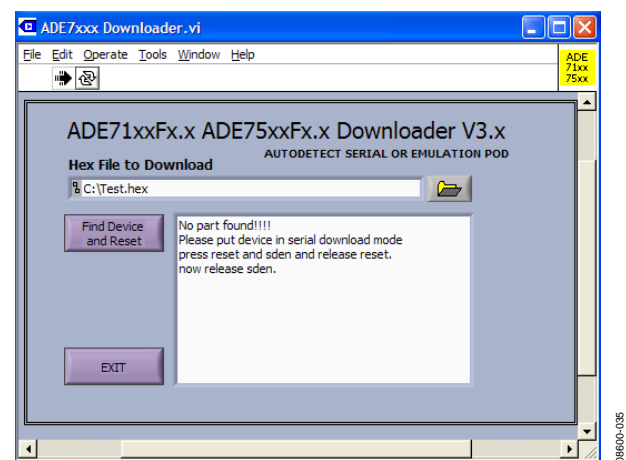 ADE7xxx Downloader.vi
File Edit Operate Tools Window Help
ADE
71xx
75xx
ADE71xxFx.x ADE75xxFx.x Downloader V3.x
AUTODETECT SERIAL OR EMULATION POD
Hex File to Download
C:\Test.hex
Find Device
and Reset
No part found!!!!
Please put device in serial download mode
press reset and sden and release reset.
now release sden.
EXIT
08600-035